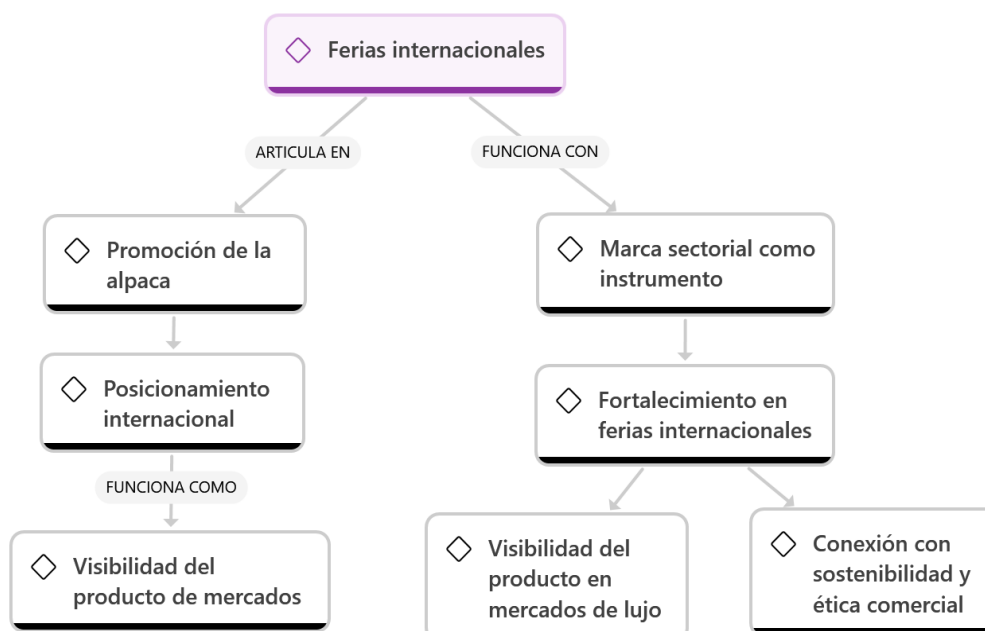 Ferias internacionales
ARTICULA EN
FUNCIONA CON
Promoción de la
alpaca
Marca sectorial como
instrumento
Posicionamiento
internacional
Fortalecimiento en
ferias internacionales
FUNCIONA COMO
Visibilidad del
producto de mercados
Visibilidad del
producto en
mercados de lujo
Conexión con
sostenibilidad y
ética comercial